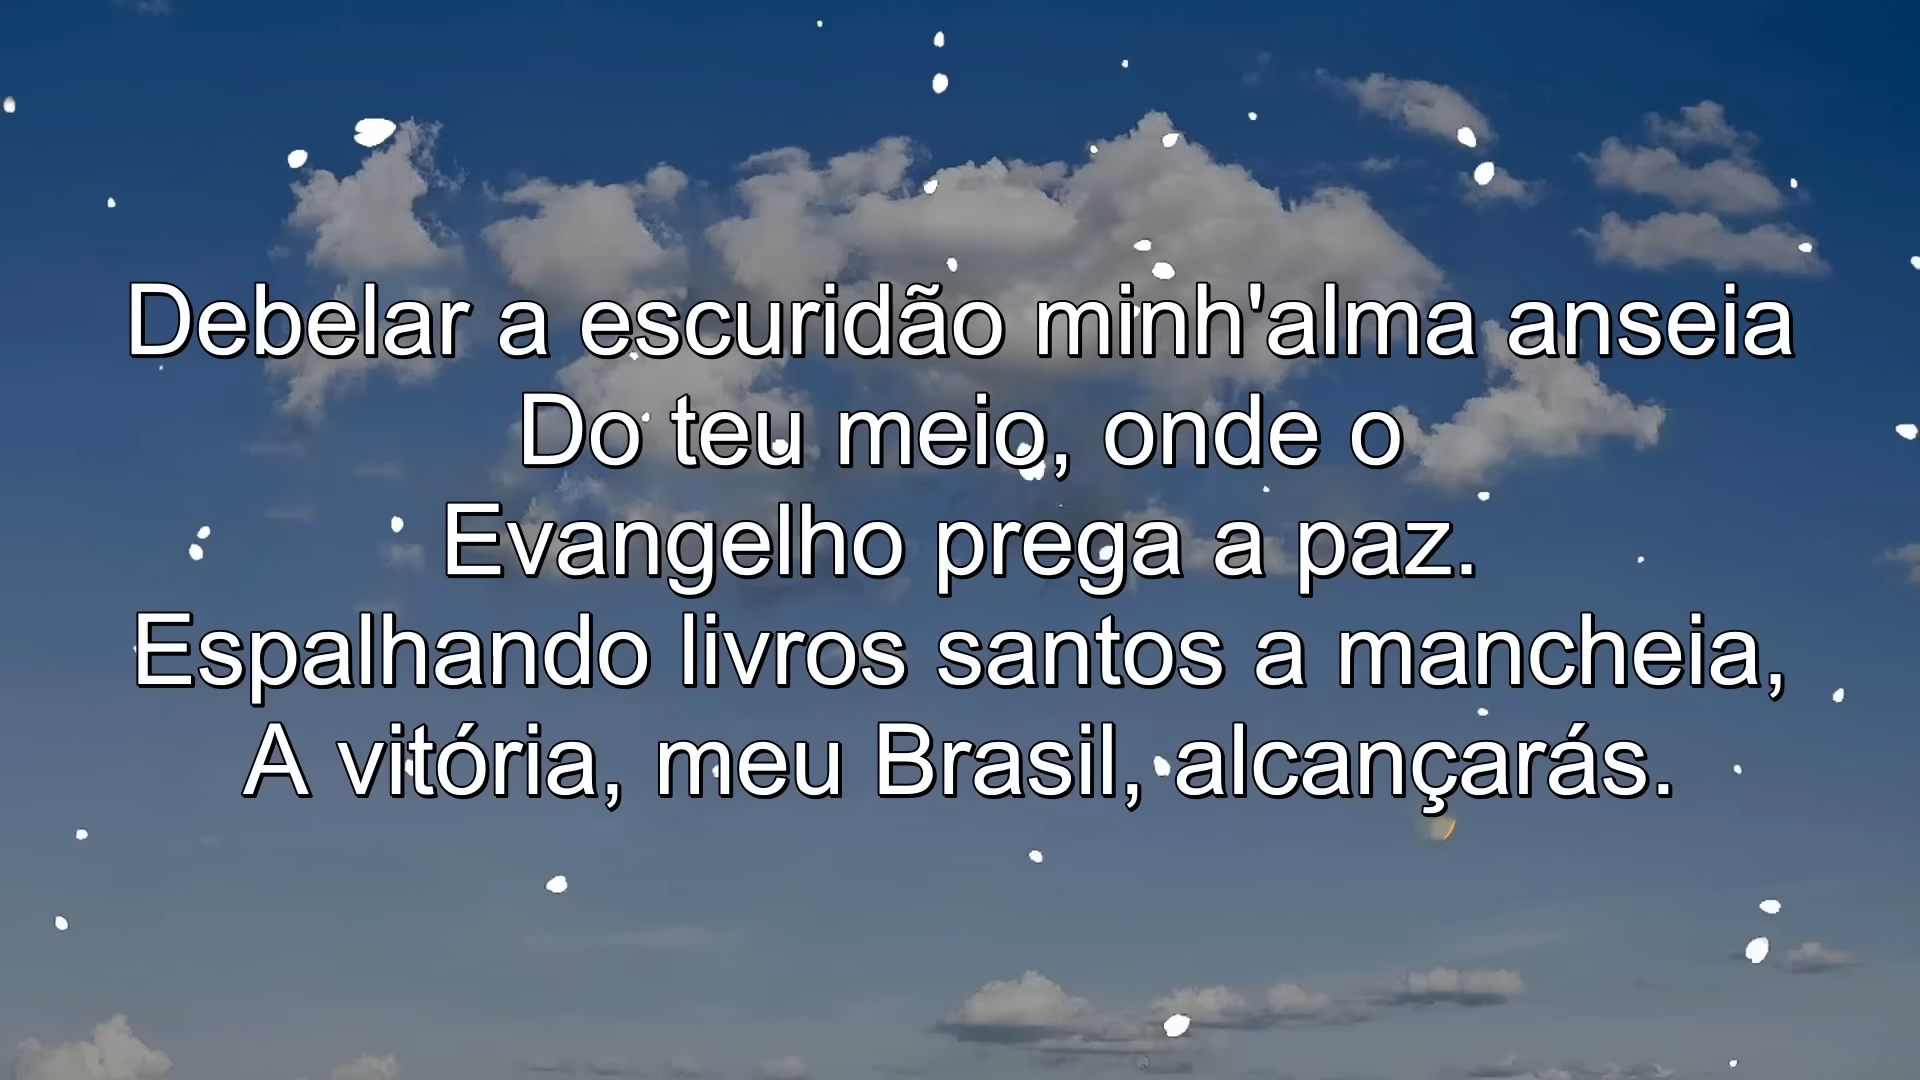 Debelar a escuridão minh'alma anseia
Do teu meio, onde o
Evangelho prega a paz.
Espalhando livros santos a mancheia,
A vitória, meu Brasil, alcançarás.